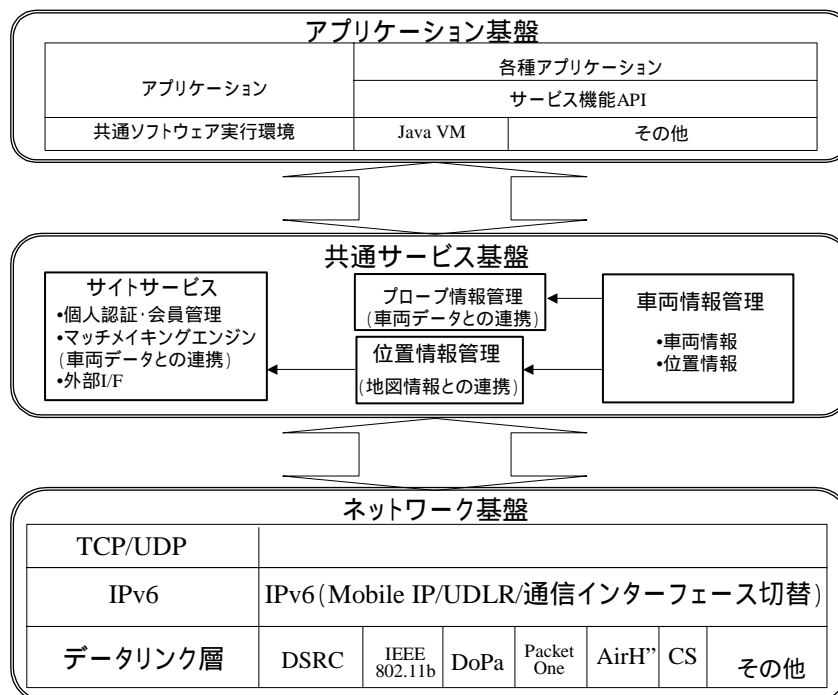 アプリケーション基盤
アプリケーション
各種アプリケーション
サービス機能API
共通ソフトウェア実行環境
Java VM
その他
共通サービス基盤
サイトサービス
•個人認証･会員管理
•マッチメイキングエンジン
(車両データとの連携)
•外部I/F
プローブ情報管理
(車両データとの連携)
位置情報管理
(地図情報との連携)
車両情報管理
•車両情報
•位置情報
ネットワーク基盤
TCP/UDP
IPv6
IPv6(Mobile IP/UDLR/通信インターフェース切替)
データリンク層
DSRC
IEEE
802.11b
DoPa
Packet
One
AirH”
CS
その他